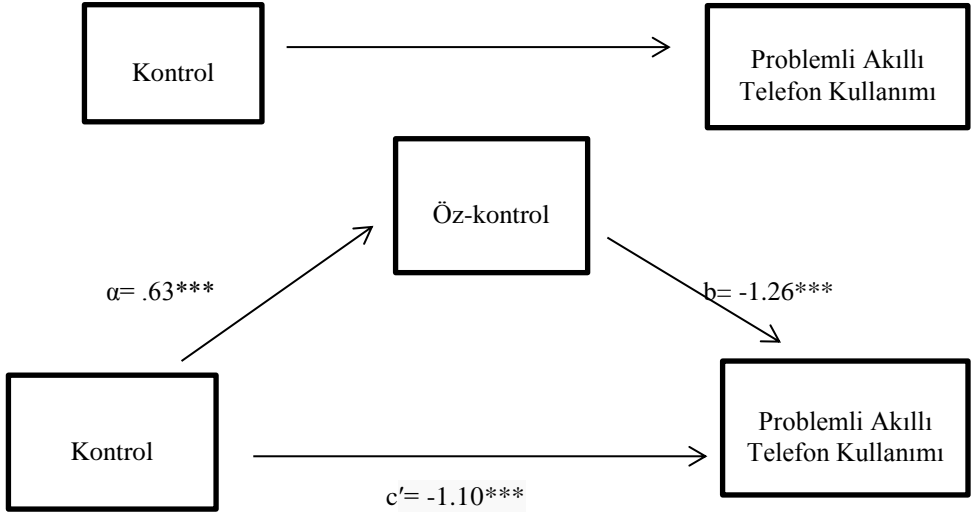 Kontrol
Problemli Akıllı
Telefon Kullanımı
Öz-kontrol
α= .63***
b= -1.26***
Kontrol
Problemli Akıllı
Telefon Kullanımı
c′= -1.10***